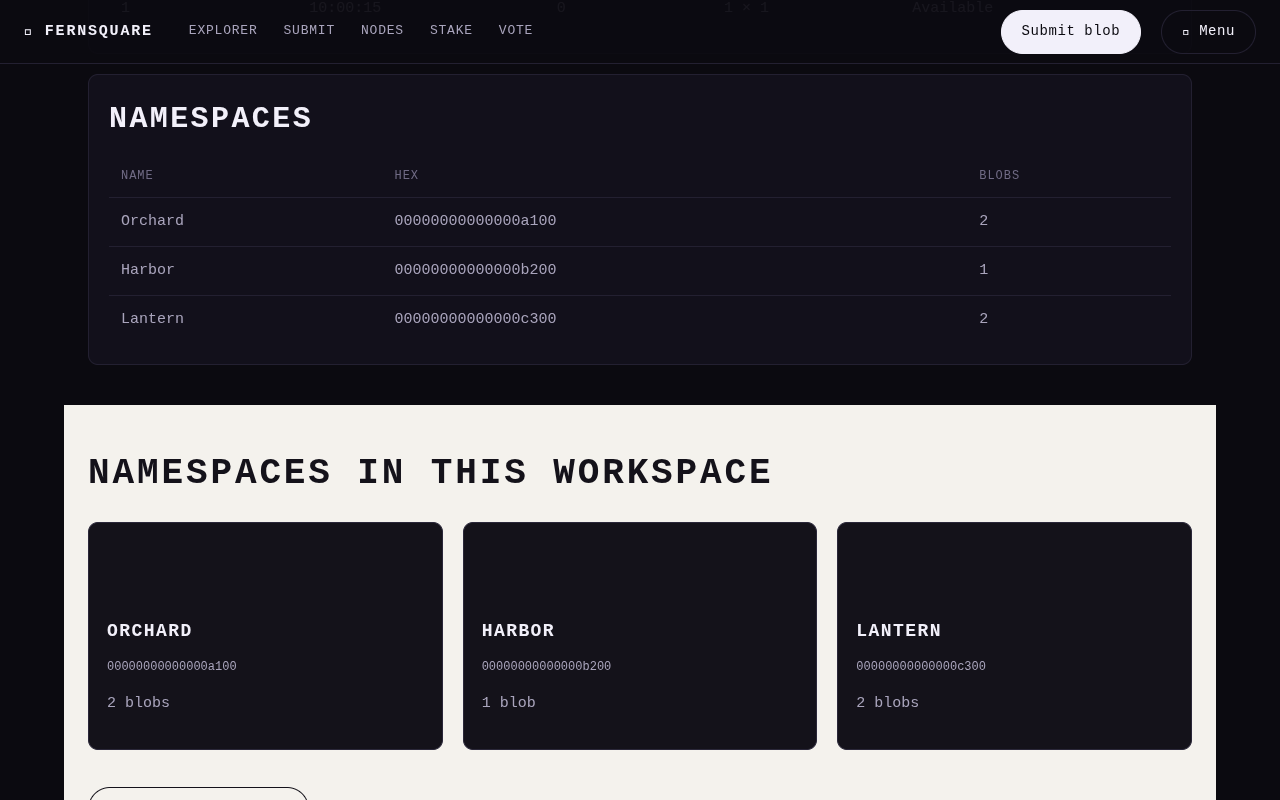 1 10:00:15 0 1 × 1 Available
FERNSQUARE EXPLORER SUBMIT NODES STAKE VOTE Submit blob Menu
NAMESPACES
NAME HEX BLOBS
Orchard 00000000000000a100 2
Harbor 00000000000000b200 1
Lantern 00000000000000c300 2
NAMESPACES IN THIS WORKSPACE
ORCHARD HARBOR LANTERN
00000000000000a100 00000000000000b200 00000000000000c300
2 blobs 1 blob 2 blobs